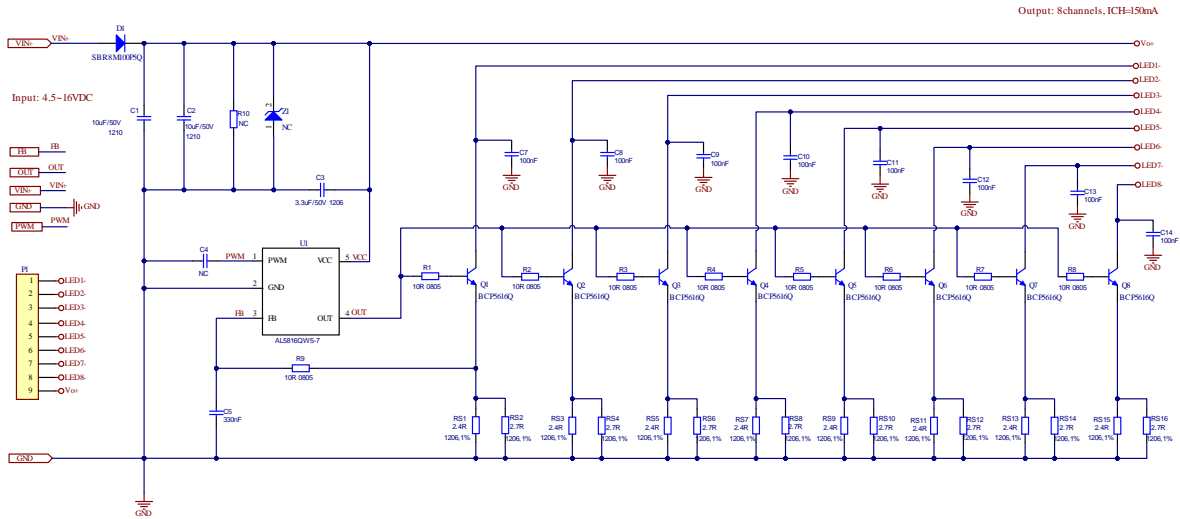 Output: 8channels, ICH=150mA
D1
VIN+
VIN+
SBR8M100P5Q
Vo+
LED1-
LED2-
LED3-
LED4-
LED5-
LED6-
LED7-
LED8-
Input: 4.5~16VDC
C1
10uF/50V
1210
C2
10uF/50V
1210
R10
NC
2
Z1
1
NC
C3
3.3uF/50V 1206
C7
100nF
GND
C8
100nF
GND
C9
100nF
GND
C10
100nF
GND
C11
100nF
GND
C12
100nF
GND
C13
100nF
GND
C14
100nF
GND
FB
FB
OUT
OUT
VIN+
VIN+
GND
GND
PWM
PWM
C4
NC
U1
PWM
1
PWM
VCC
5
VCC
2
GND
FB
3
FB
OUT
4
OUT
AL5816QW5-7
R1
10R 0805
Q1
BCP5616Q
R2
10R 0805
Q2
BCP5616Q
R3
10R 0805
Q3
BCP5616Q
R4
10R 0805
Q4
BCP5616Q
R5
10R 0805
Q5
BCP5616Q
R6
10R 0805
Q6
BCP5616Q
R7
10R 0805
Q7
BCP5616Q
R8
10R 0805
Q8
BCP5616Q
P1
1
LED1-
2
LED2-
3
LED3-
4
LED4-
5
LED5-
6
LED6-
7
LED7-
8
LED8-
9
Vo+
R9
10R 0805
C5
330nF
RS1
2.4R
1206,1%
RS2
2.7R
1206,1%
RS3
2.4R
1206,1%
RS4
2.7R
1206,1%
RS5
2.4R
1206,1%
RS6
2.7R
1206,1%
RS7
2.4R
1206,1%
RS8
2.7R
1206,1%
RS9
2.4R
1206,1%
RS10
2.7R
1206,1%
RS11
2.4R
1206,1%
RS12
2.7R
1206,1%
RS13
2.4R
1206,1%
RS14
2.7R
1206,1%
RS15
2.4R
1206,1%
RS16
2.7R
1206,1%
GND
GND